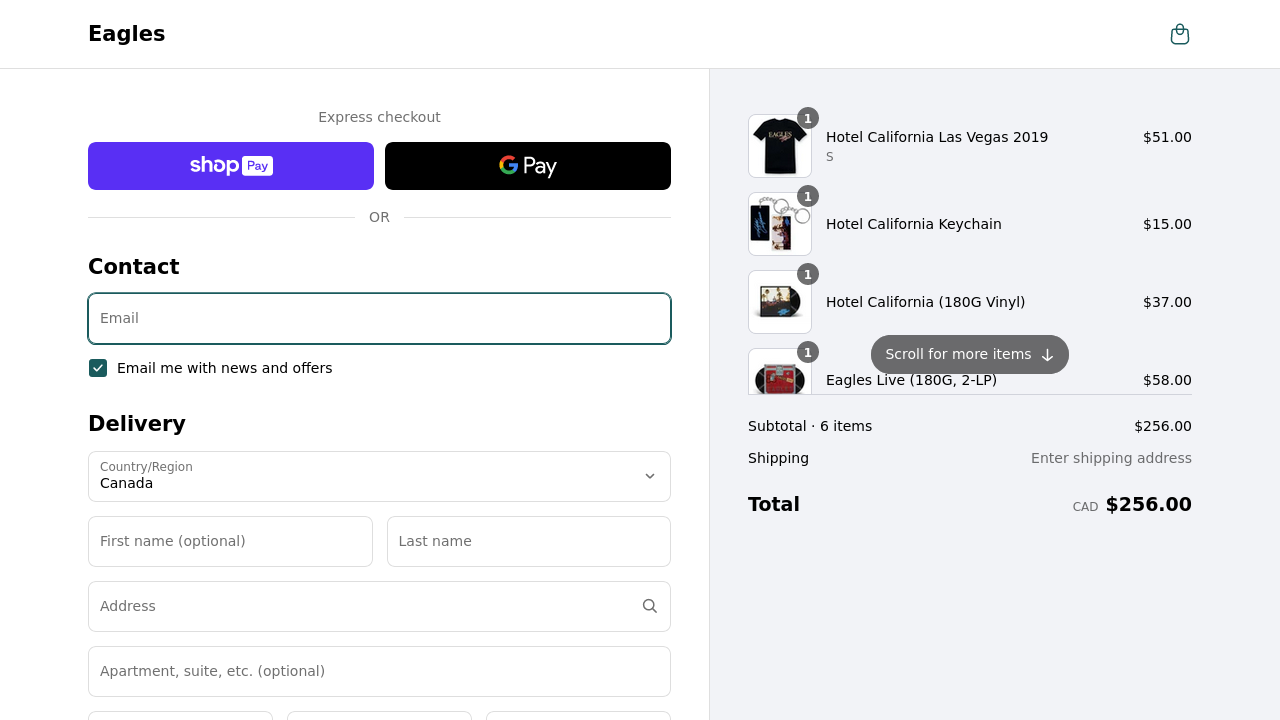 Eagles
Express checkout
shop Pay
G Pay
OR
Contact
Email
Email me with news and offers
Delivery
Country/Region
Canada
First name (optional)
Last name
Address
Apartment, suite, etc. (optional)
1
EAGLES
Hotel California Las Vegas 2019
S
$51.00
1
Hotel California Keychain
$15.00
1
Hotel California (180G Vinyl)
$37.00
Scroll for more items
1
Eagles Live (180G, 2-LP)
$58.00
Subtotal · 6 items
$256.00
Shipping
Enter shipping address
Total
CAD $256.00